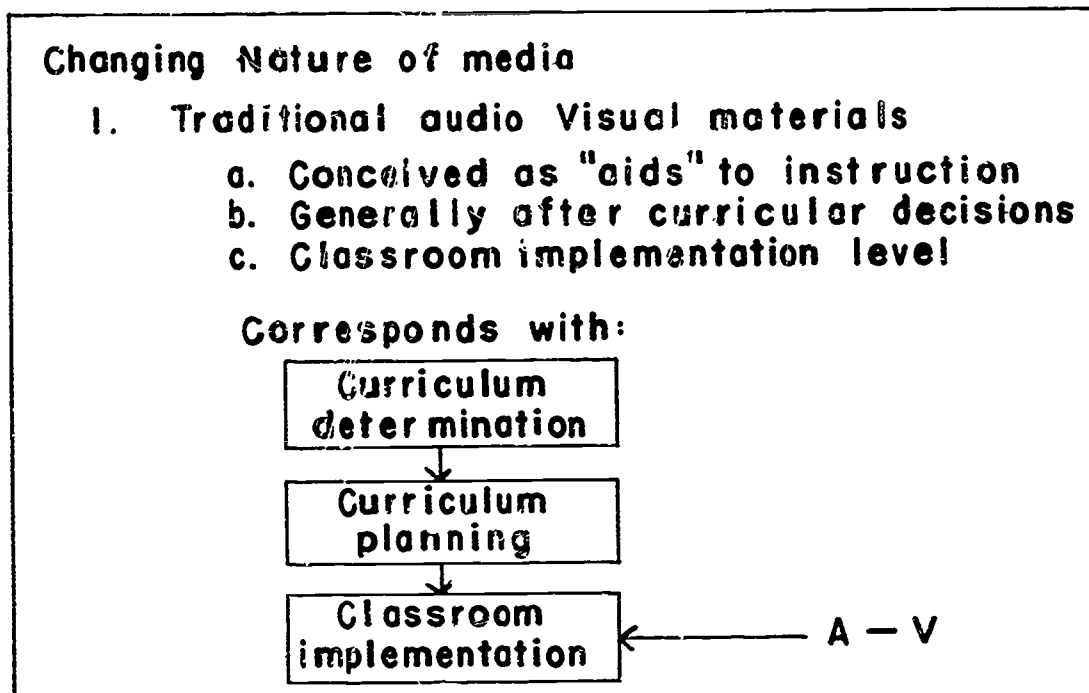 Changing Nature of media
1. Traditional audio Visual materials
a. Conceived as "aids" to instruction
b. Generally after curricular decisions
c. Classroom implementation level
Corresponds with:
Curriculum
determination
Curriculum
planning
Classroom
implementation
A – V